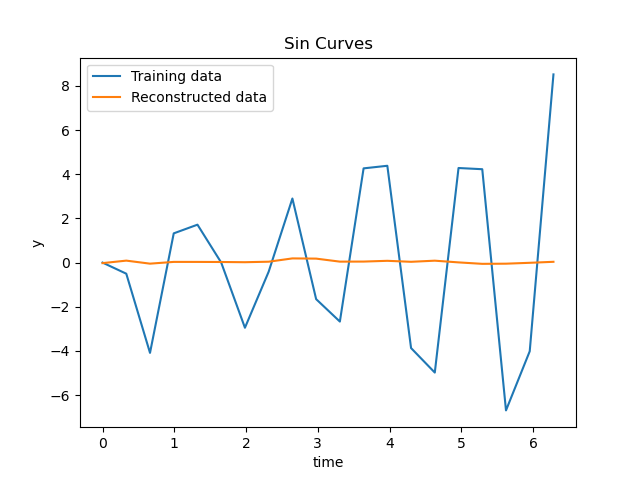 Sin Curves
Training data
Reconstructed data
8
6
4
2
0
−2
−4
−6
y
0 1 2 3 4 5 6
time